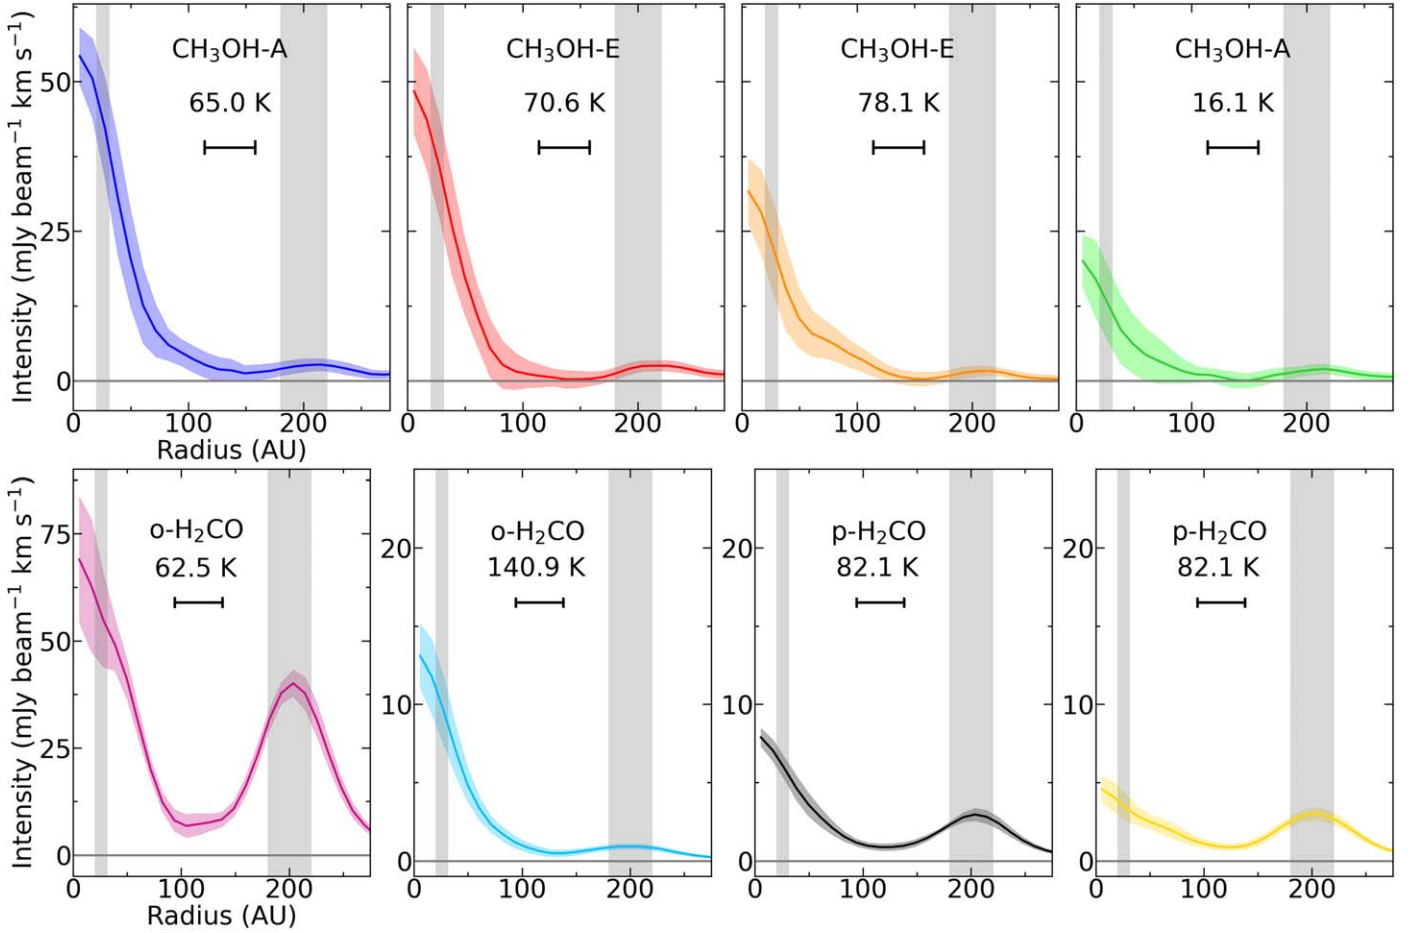 Intensity (mJy beam⁻¹ km s⁻¹)
50
25
0
CH₃OH-A
65.0 K
CH₃OH-E
70.6 K
CH₃OH-E
78.1 K
CH₃OH-A
16.1 K
0 100 200
0 100 200
0 100 200
0 100 200
Radius (AU)
Intensity (mJy beam⁻¹ km s⁻¹)
75
50
25
0
o-H₂CO
62.5 K
20
10
0
o-H₂CO
140.9 K
20
10
0
p-H₂CO
82.1 K
20
10
0
p-H₂CO
82.1 K
0 100 200
0 100 200
0 100 200
0 100 200
Radius (AU)